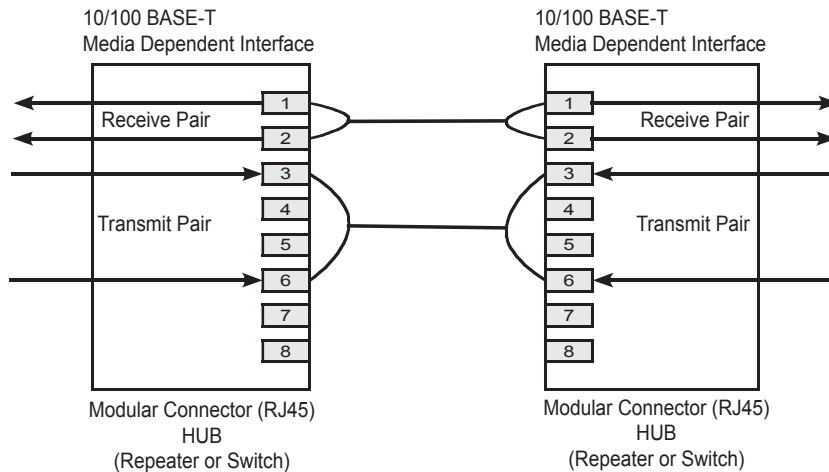 10/100 BASE-T
Media Dependent Interface
1
Receive Pair
2
3
4
Transmit Pair
5
6
7
8
Modular Connector (RJ45)
HUB
(Repeater or Switch)
10/100 BASE-T
Media Dependent Interface
1
Receive Pair
2
3
4
Transmit Pair
5
6
7
8
Modular Connector (RJ45)
HUB
(Repeater or Switch)